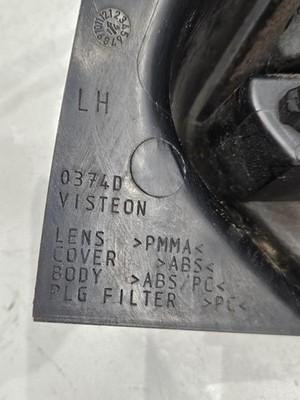 LH
0374D
VISTEON
LENS >PMMA<
COVER >ABS<
BODY >ABS/PC<
PLG FILTER >PC<